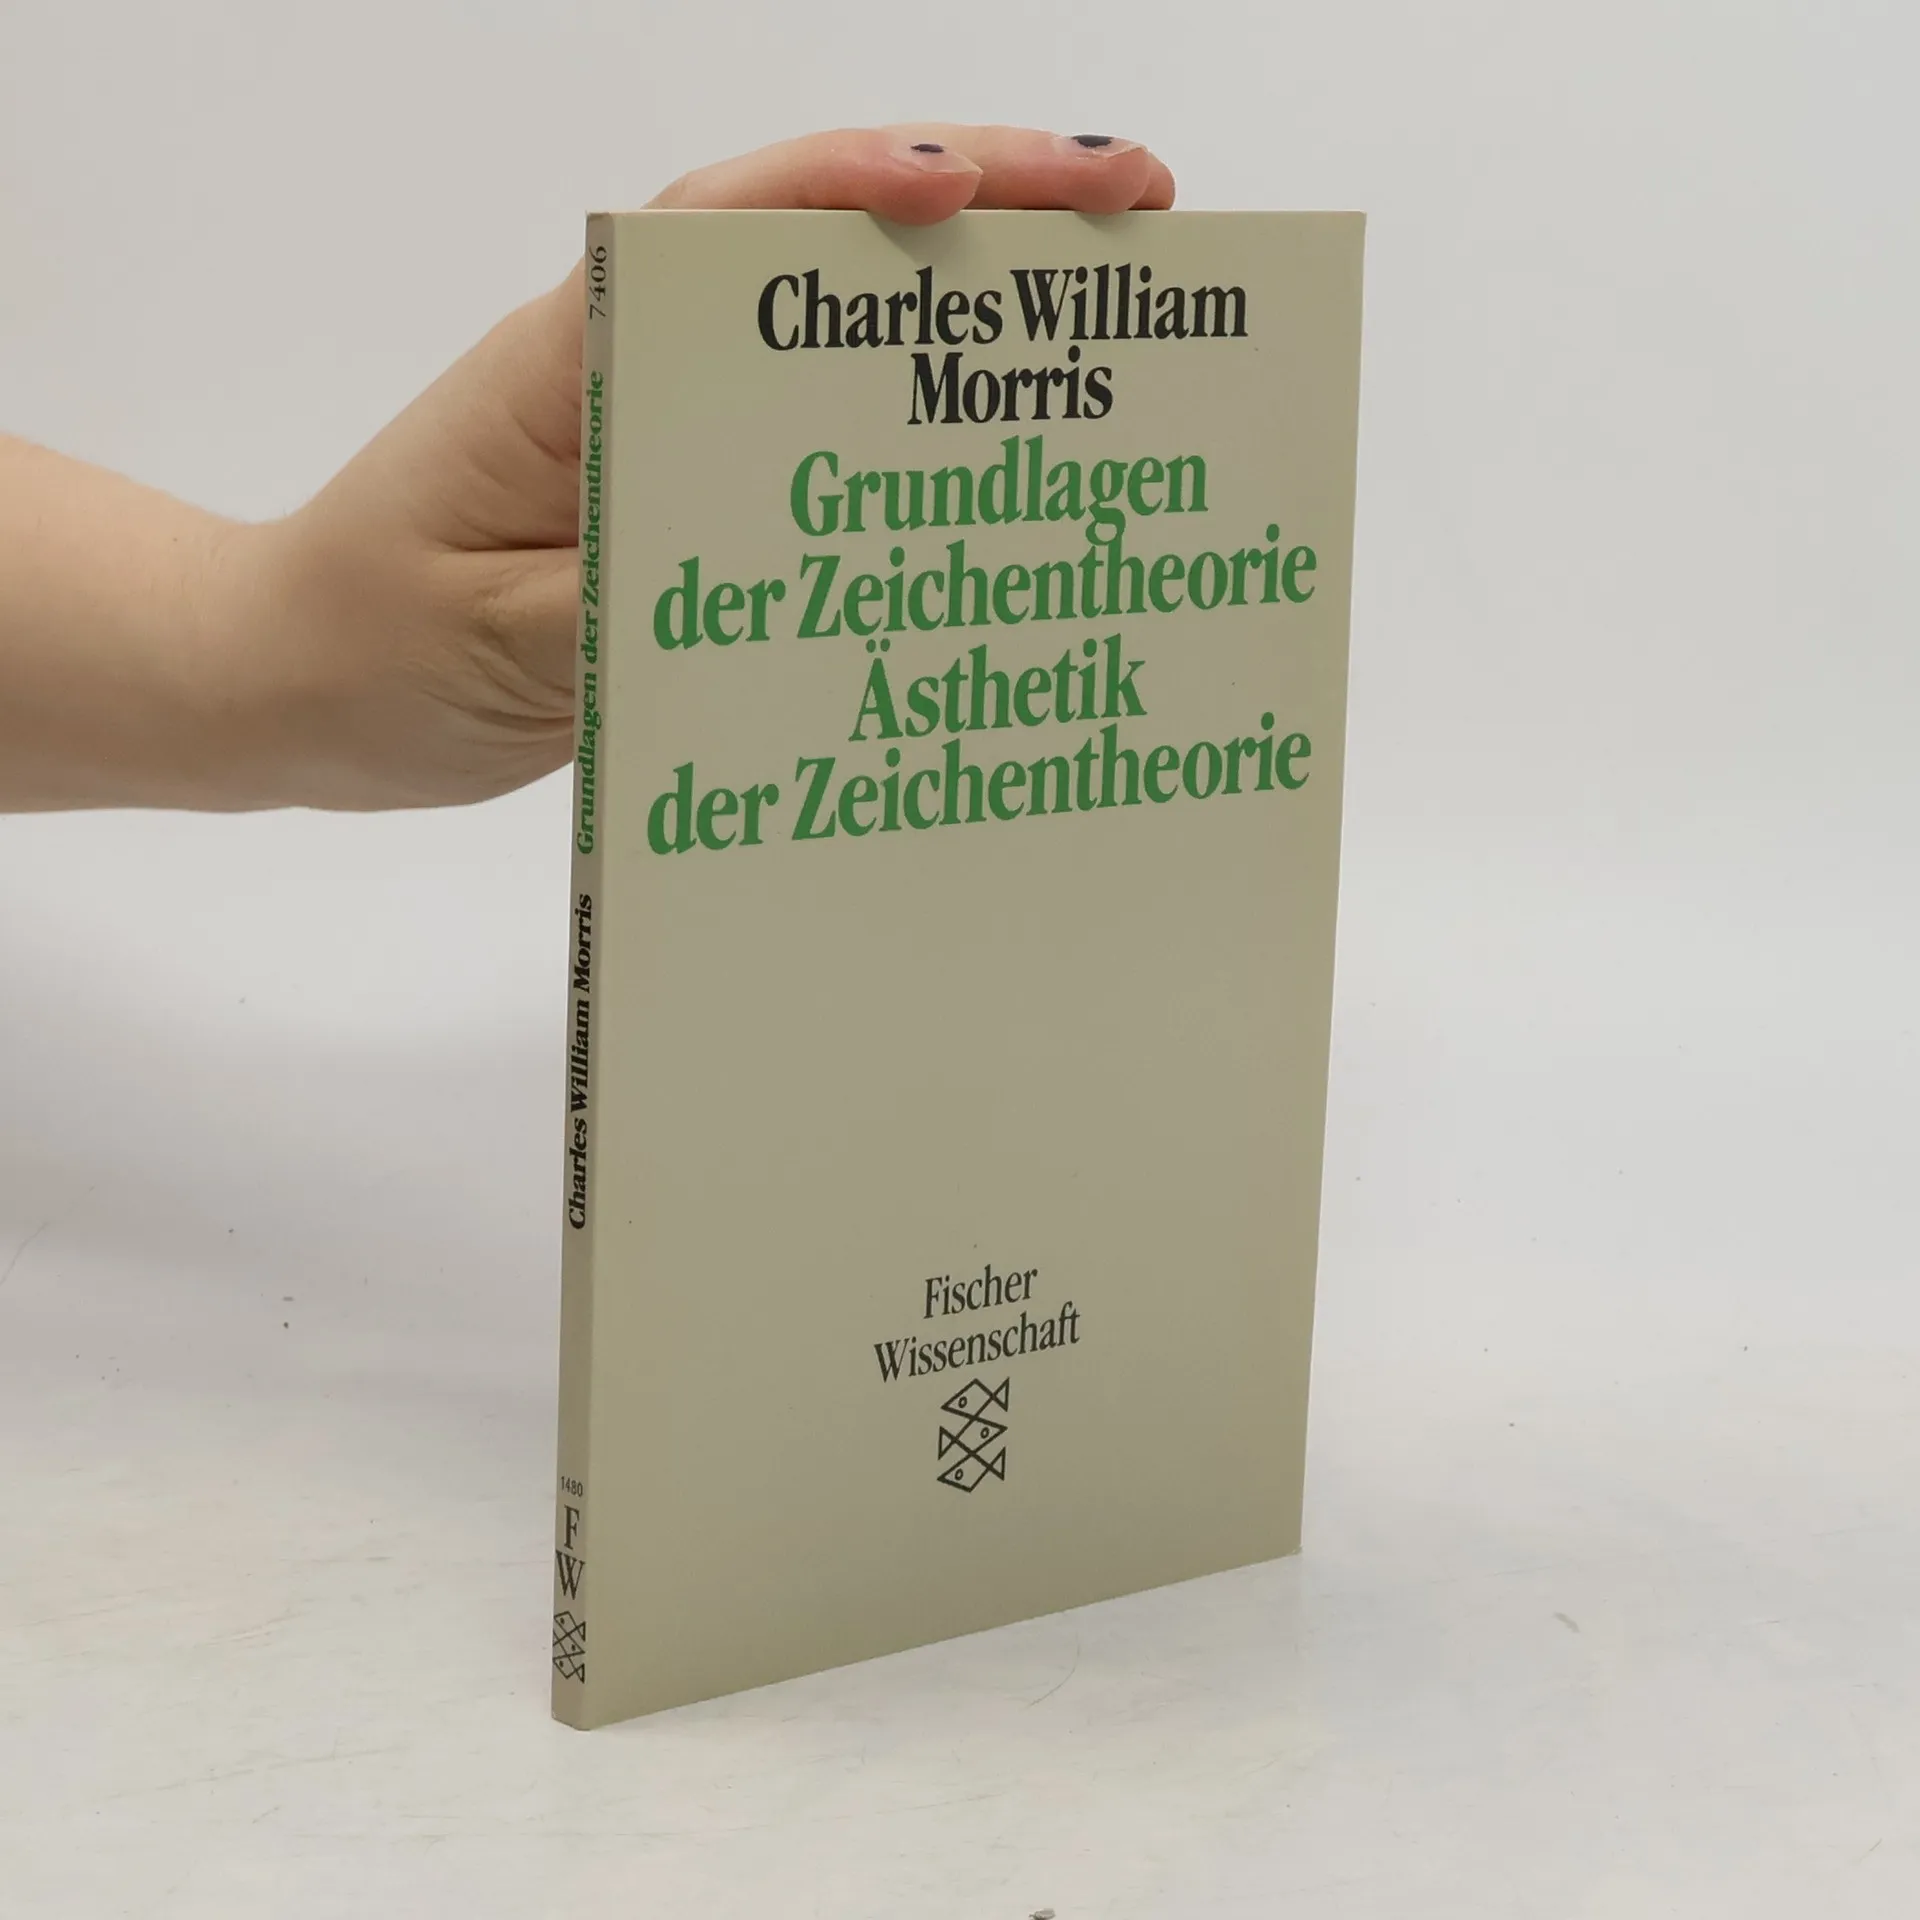 Charles William
Morris
Grundlagen
der Zeichentheorie
Ästhetik
der Zeichentheorie
Fischer
Wissenschaft
Charles William Morris Grundlagen der Zeichentheorie 7406
1480
F
W